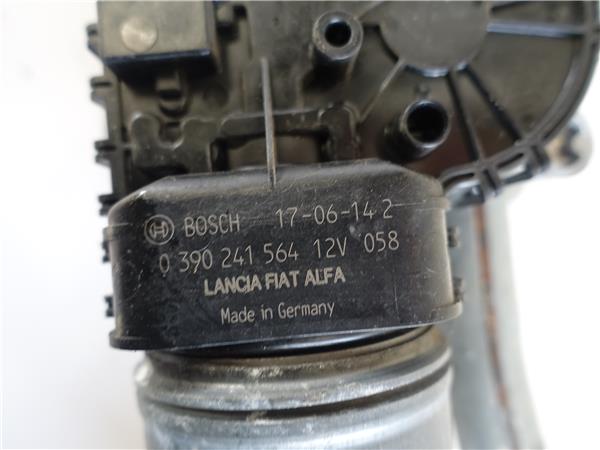 BOSCH 17-06-14 2
0 390 241 564 12V 058
LANCIA FIAT ALFA
Made in Germany